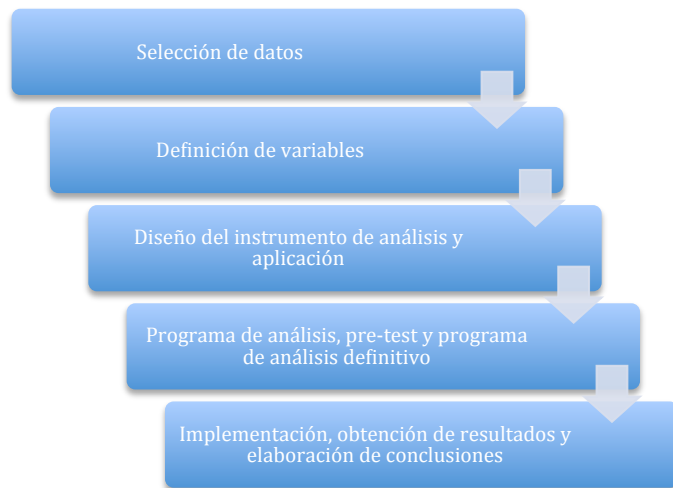 Selección de datos
Definición de variables
Diseño del instrumento de análisis y
aplicación
Programa de análisis, pre-test y programa
de análisis definitivo
Implementación, obtención de resultados y
elaboración de conclusiones